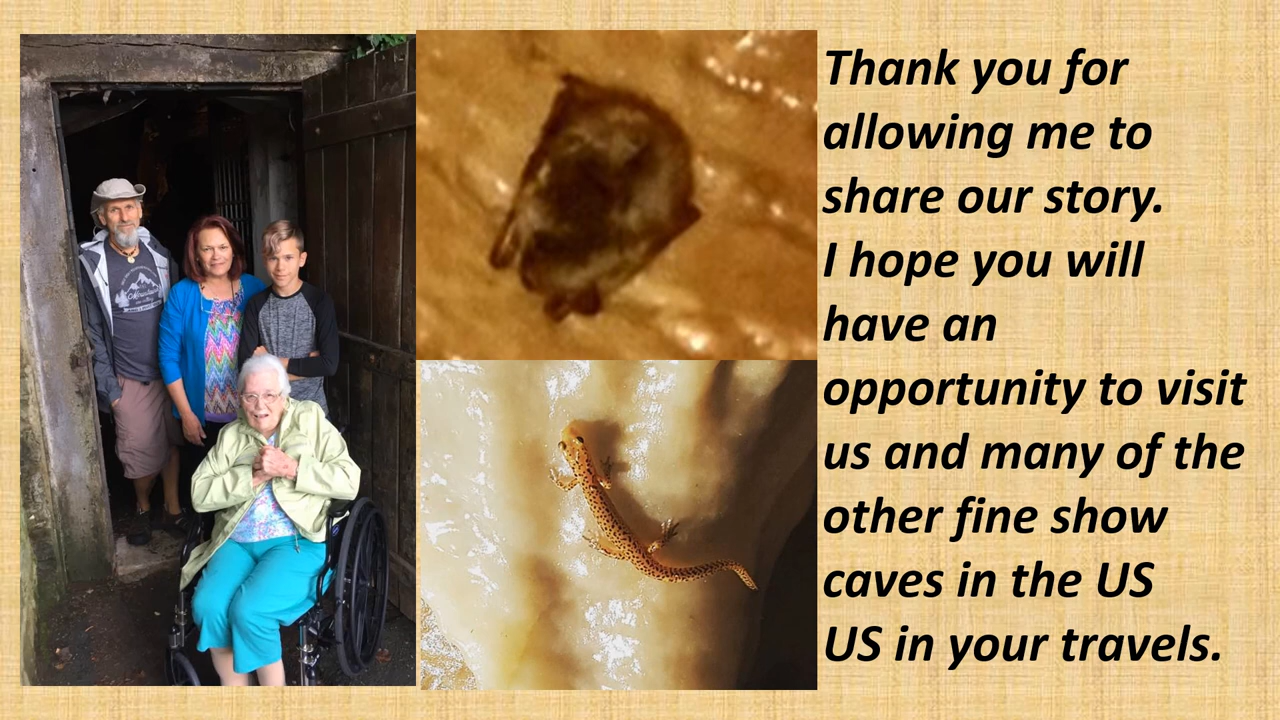 Thank you for
allowing me to
share our story.
I hope you will
have an
opportunity to visit
us and many of the
other fine show
caves in the US
US in your travels.